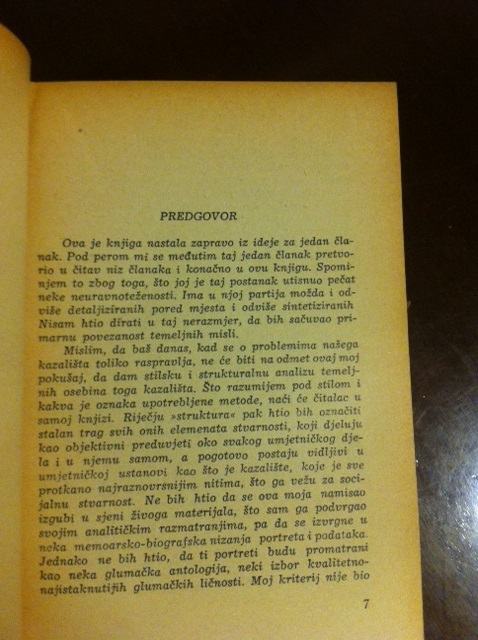 PREDGOVOR
Ova je knjiga nastala zapravo iz ideje za jedan čla-
nak. Pod perom mi se međutim taj jedan članak pretvo-
rio u čitav niz članaka i konačno u ovu knjigu. Spomi-
njem to zbog toga, što joj je taj postanak utisnuo pečat
neke neuravnoteženosti. Ima u njoj partija možda i od-
više detaljiziranih pored mjesta i odviše sintetiziranih
Nisam htio dirati u taj nerazmjer, da bih sačuvao pri-
marnu povezanost temeljnih misli.
Mislim, da baš danas, kad se o problemima našega
kazališta toliko raspravlja, ne će biti na odmet ovaj moj
pokušaj, da dam stilsku i strukturalnu analizu temelj-
nih osebina toga kazališta. Što razumijem pod stilom i
kakva je oznaka upotrebljene metode, naći će čitalac u
samoj knjizi. Riječju »struktura« pak htio bih označiti
stalan trag svih onih elemenata stvarnosti, koji djeluju
kao objektivni preduvjeti oko svakog umjetničkog dje-
la i u njemu samom, a pogotovo postaju vidljivi u
umjetničkoj ustanovi kao što je kazalište, koje je sve
protkano najraznovrsnijim nitima, što ga vežu za soci-
jalnu stvarnost. Ne bih htio da se ova moja namisao
izgubi u sjeni živoga materijala, što sam ga podvrgao
svojim analitičkim razmatranjima, pa da se izvrgne u
neka memoarsko-biografska nizanja portreta i podataka.
Jednako ne bih htio, da ti portreti budu promatrani
kao neka glumačka antologija, neki izbor kvalitetno-
najistaknutijih glumačkih ličnosti. Moj kriterij nije bio
7